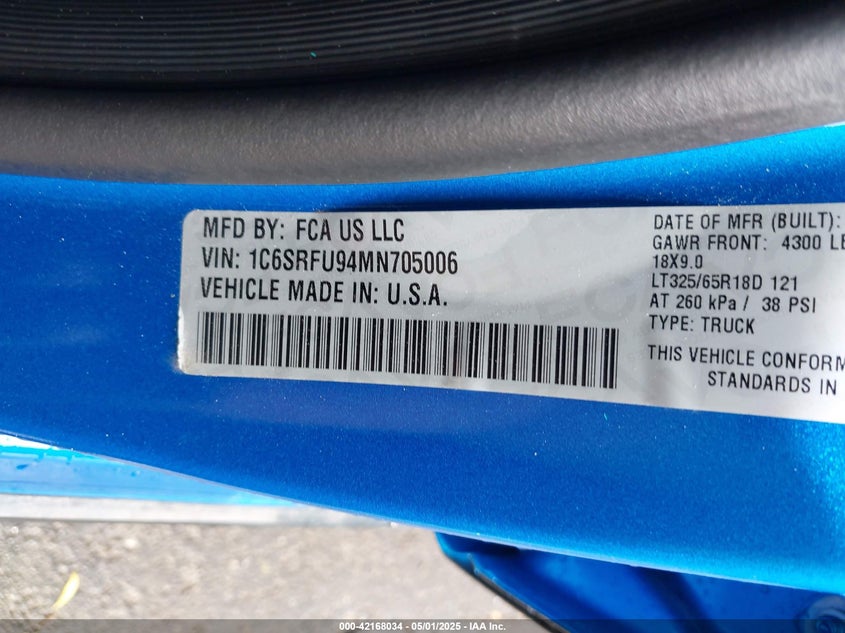 MFD BY: FCA US LLC
VIN: 1C6SRFU94MN705006
VEHICLE MADE IN: U.S.A.
DATE OF MFR (BUILT):
GAWR FRONT: 4300 LB
18X9.0
LT325/65R18D 121
AT 260 kPa / 38 PSI
TYPE: TRUCK
THIS VEHICLE CONFORM
STANDARDS IN
000-42168034 - 05/01/2025 - IAA Inc.